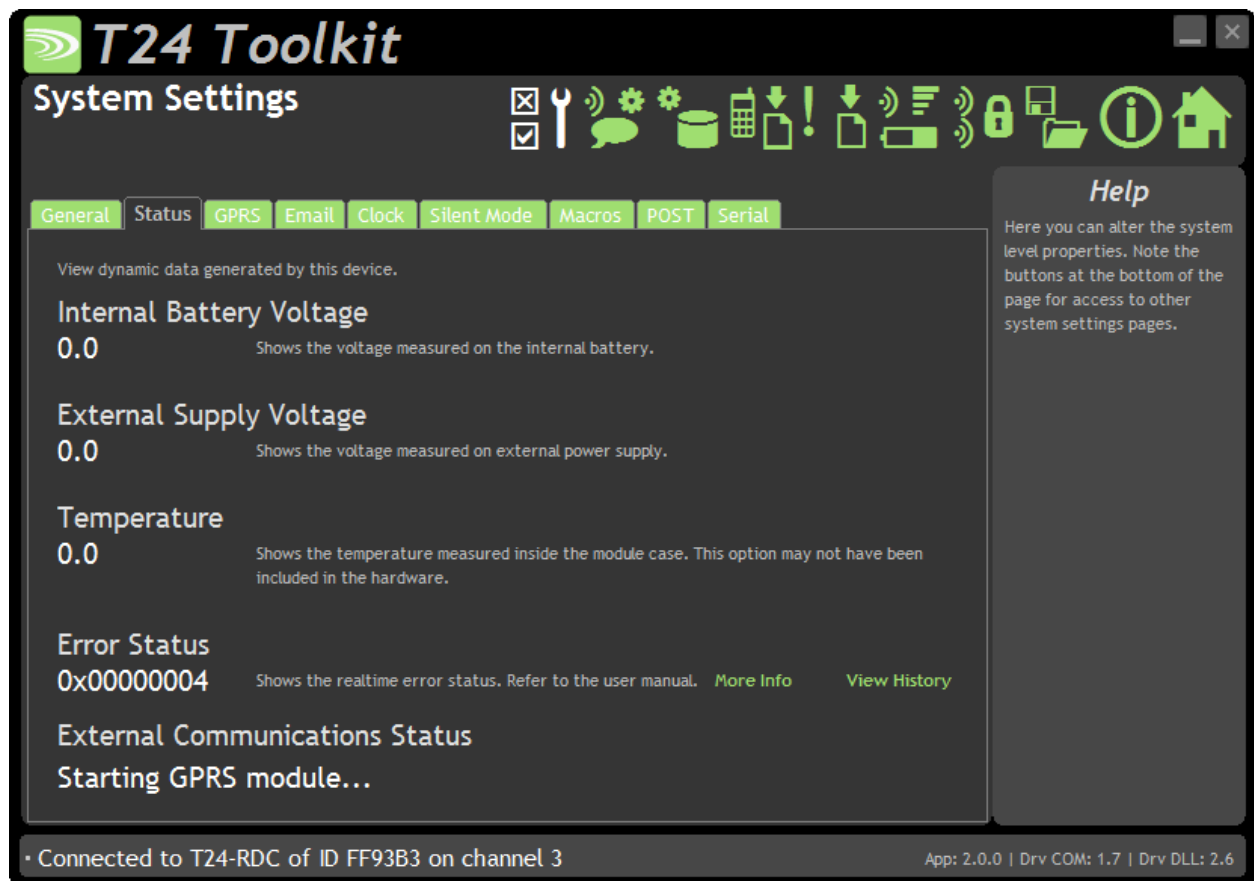 T24 Toolkit
System Settings
General Status GPRS Email Clock Silent Mode Macros POST Serial
View dynamic data generated by this device.
Internal Battery Voltage
0.0 Shows the voltage measured on the internal battery.
External Supply Voltage
0.0 Shows the voltage measured on external power supply.
Temperature
0.0 Shows the temperature measured inside the module case. This option may not have been
included in the hardware.
Error Status
0x00000004 Shows the realtime error status. Refer to the user manual. More Info View History
External Communications Status
Starting GPRS module...
Help
Here you can alter the system
level properties. Note the
buttons at the bottom of the
page for access to other
system settings pages.
Connected to T24-RDC of ID FF93B3 on channel 3
App: 2.0.0 | Drv COM: 1.7 | Drv DLL: 2.6